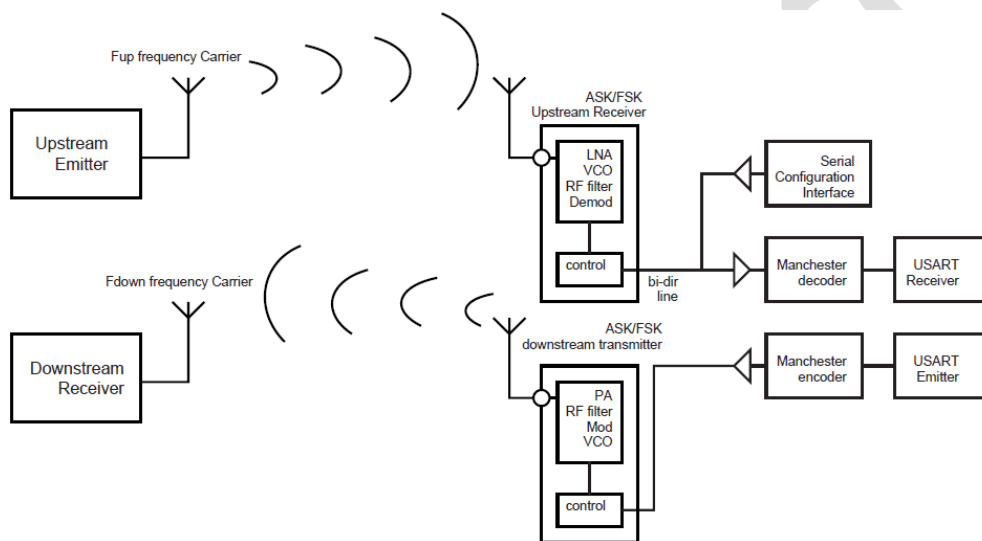 Fup frequency Carrier
Upstream
Emitter
ASK/FSK
Upstream Receiver
LNA
VCO
RF filter
Demod
control
bi-dir
line
Serial
Configuration
Interface
Manchester
decoder
USART
Receiver
Fdown frequency Carrier
Downstream
Receiver
ASK/FSK
downstream transmitter
PA
RF filter
Mod
VCO
control
Manchester
encoder
USART
Emitter